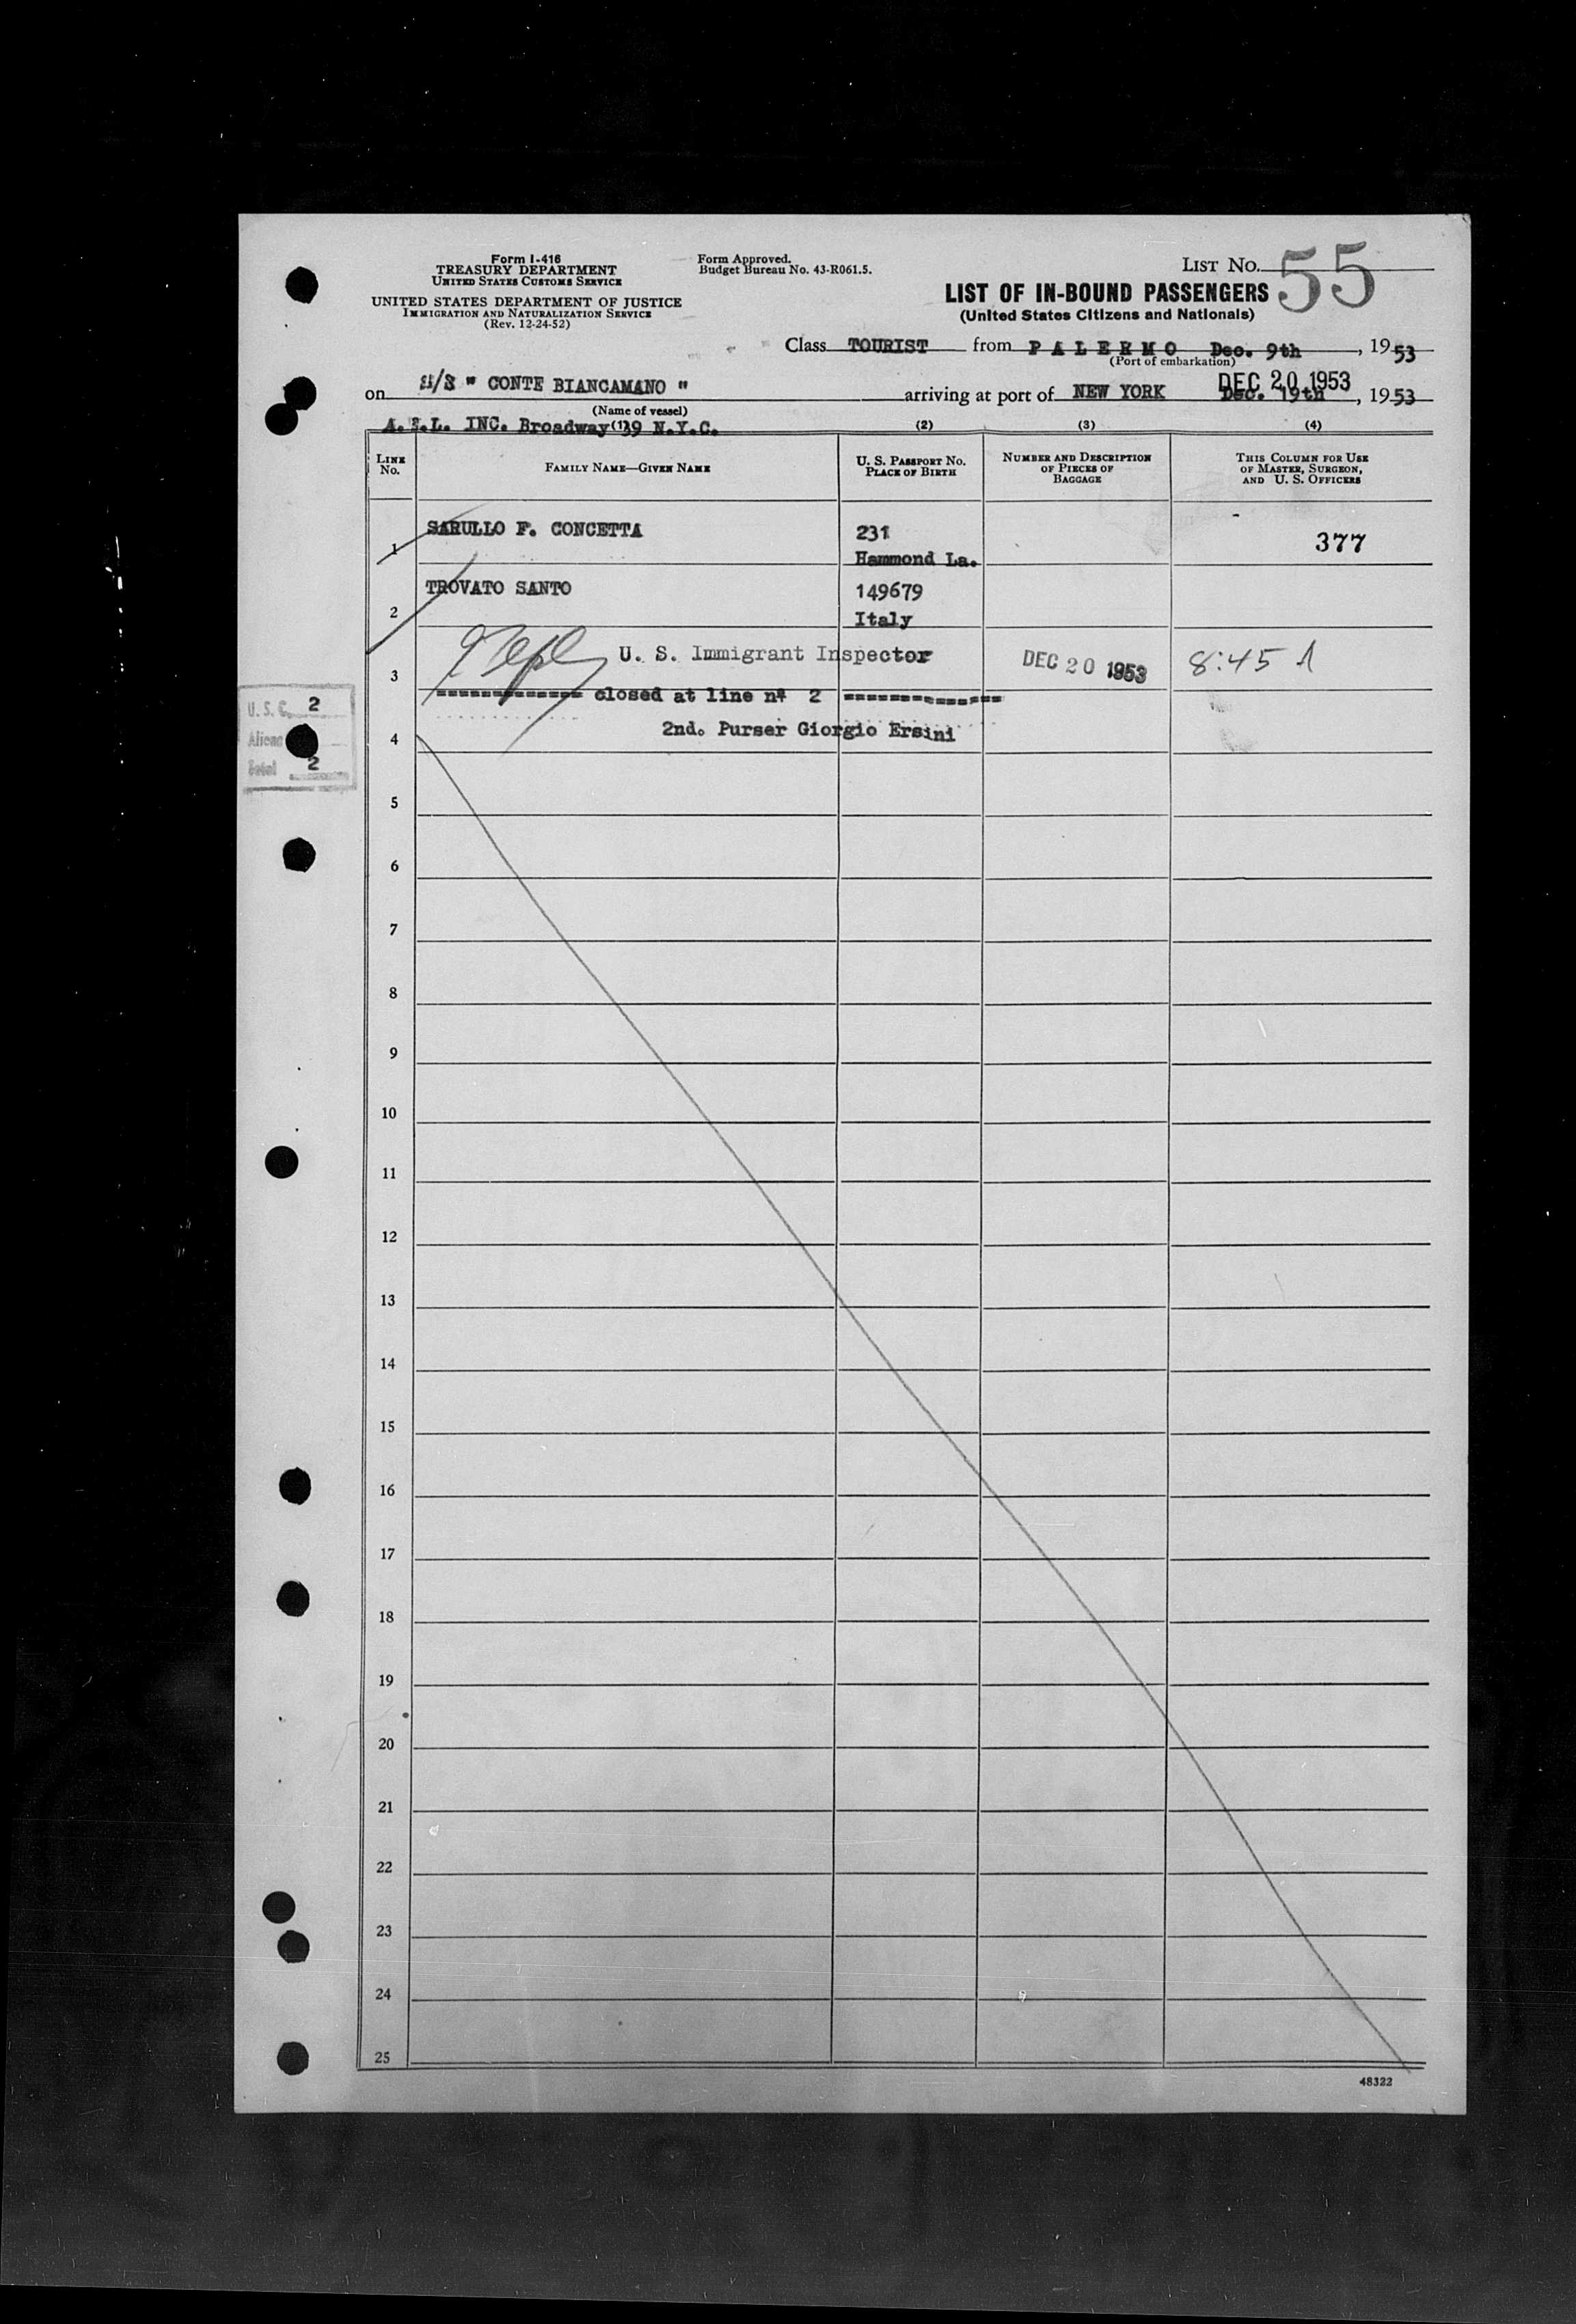 Form I-416
TREASURY DEPARTMENT
UNITED STATES CUSTOMS SERVICE
UNITED STATES DEPARTMENT OF JUSTICE
IMMIGRATION AND NATURALIZATION SERVICE
(Rev. 12-24-52)
Form Approved.
Budget Bureau No. 43-R061.5.
LIST NO. 55
LIST OF IN-BOUND PASSENGERS
(United States Citizens and Nationals)
Class TOURIST from PALERMO Dec. 9th, 1953
(Port of embarkation)
on "CONTE BIANCAMANO" arriving at port of NEW YORK Dec. 19th, 1953
DEC 20 1953
(Name of vessel)
INC. Broadway 39 N.Y.C.
(1) (2) (3) (4)
LINE No.
FAMILY NAME—GIVEN NAME
U. S. PASSPORT NO.
PLACE OF BIRTH
NUMBER AND DESCRIPTION
OF PIECES OF
BAGGAGE
THIS COLUMN FOR USE
OF MASTER, SURGEON,
AND U. S. OFFICERS
1 SARULLO F. CONCETTA 231 377
Hammond La.
2 TROVATO SANTO 149679
Italy
3 U. S. Immigrant Inspector DEC 20 1953 8:45 A
============ closed at line nº 2 ============
4 2nd. Purser Giorgio Ersini
U.S.C. 2
Aliens
Total 2
5
6
7
8
9
10
11
12
13
14
15
16
17
18
19
20
21
22
23
24
25
48322